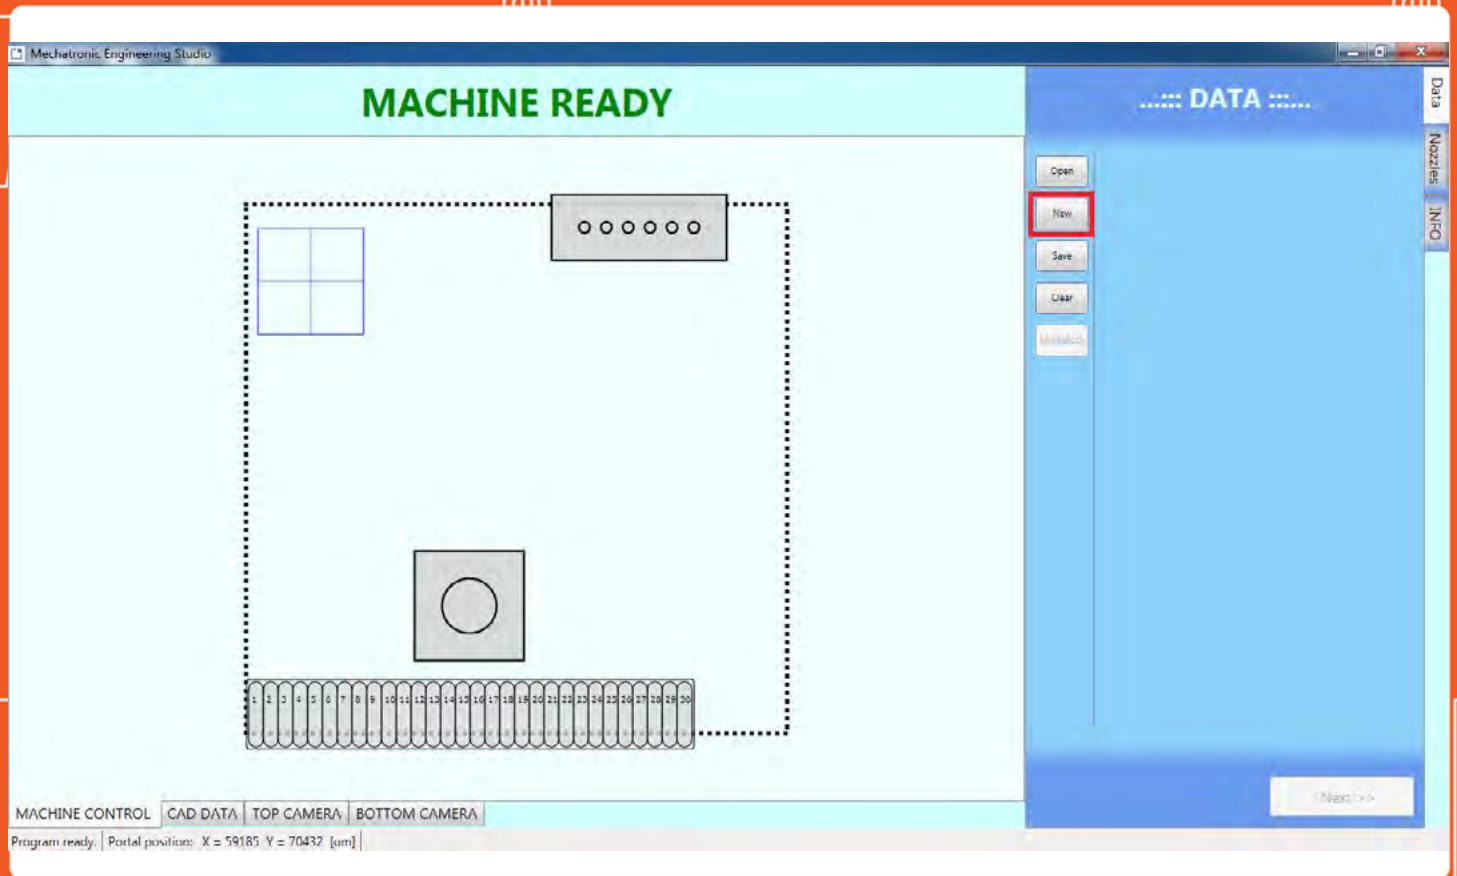 Mechatronic Engineering Studio
MACHINE READY
...::: DATA :::...
Data
Nozzles
INFO
Open
New
Save
Clear
1 2 3 4 5 6 7 8 9 10 11 12 13 14 15 16 17 18 19 20 21 22 23 24 25 26 27 28 29 30
Next >>
MACHINE CONTROL CAD DATA TOP CAMERA BOTTOM CAMERA
Program ready. Portal position: X = 59185 Y = 70432 [um]